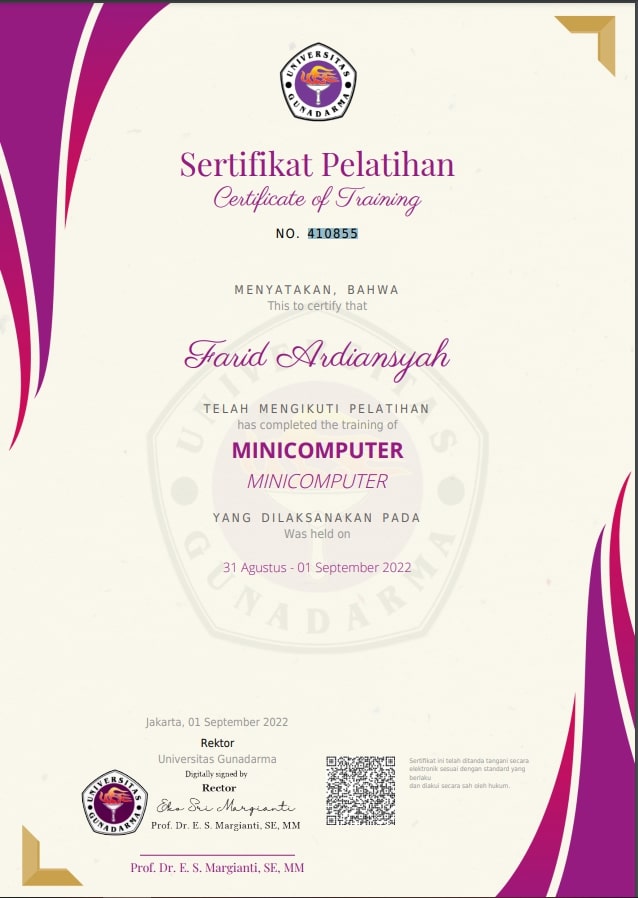 UNIVERSITAS
GUNADARMA
Sertifikat Pelatihan
Certificate of Training
NO. 410855
MENYATAKAN, BAHWA
This to certify that
Farid Ardiansyah
TELAH MENGIKUTI PELATIHAN
has completed the training of
MINICOMPUTER
MINICOMPUTER
YANG DILAKSANAKAN PADA
Was held on
31 Agustus - 01 September 2022
UNIVERSITAS
GUNADARMA
Jakarta, 01 September 2022
Rektor
Universitas Gunadarma
Digitally signed by
Rector
Eko Sri Margianti
Prof. Dr. E. S. Margianti, SE, MM
UNIVERSITAS
GUNADARMA
Prof. Dr. E. S. Margianti, SE, MM
Sertifikat ini telah ditanda tangani secara
elektronik sesuai dengan standard yang
berlaku
dan diakui secara sah oleh hukum.